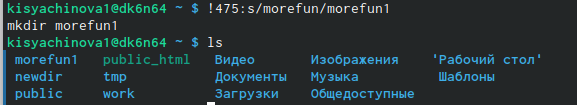 kisyachinova1@dk6n64 ~ $ !475:s/morefun/morefun1
mkdir morefun1
kisyachinova1@dk6n64 ~ $ ls
morefun1 public_html Видео Изображения 'Рабочий стол'
newdir tmp Документы Музыка Шаблоны
public work Загрузки Общедоступные